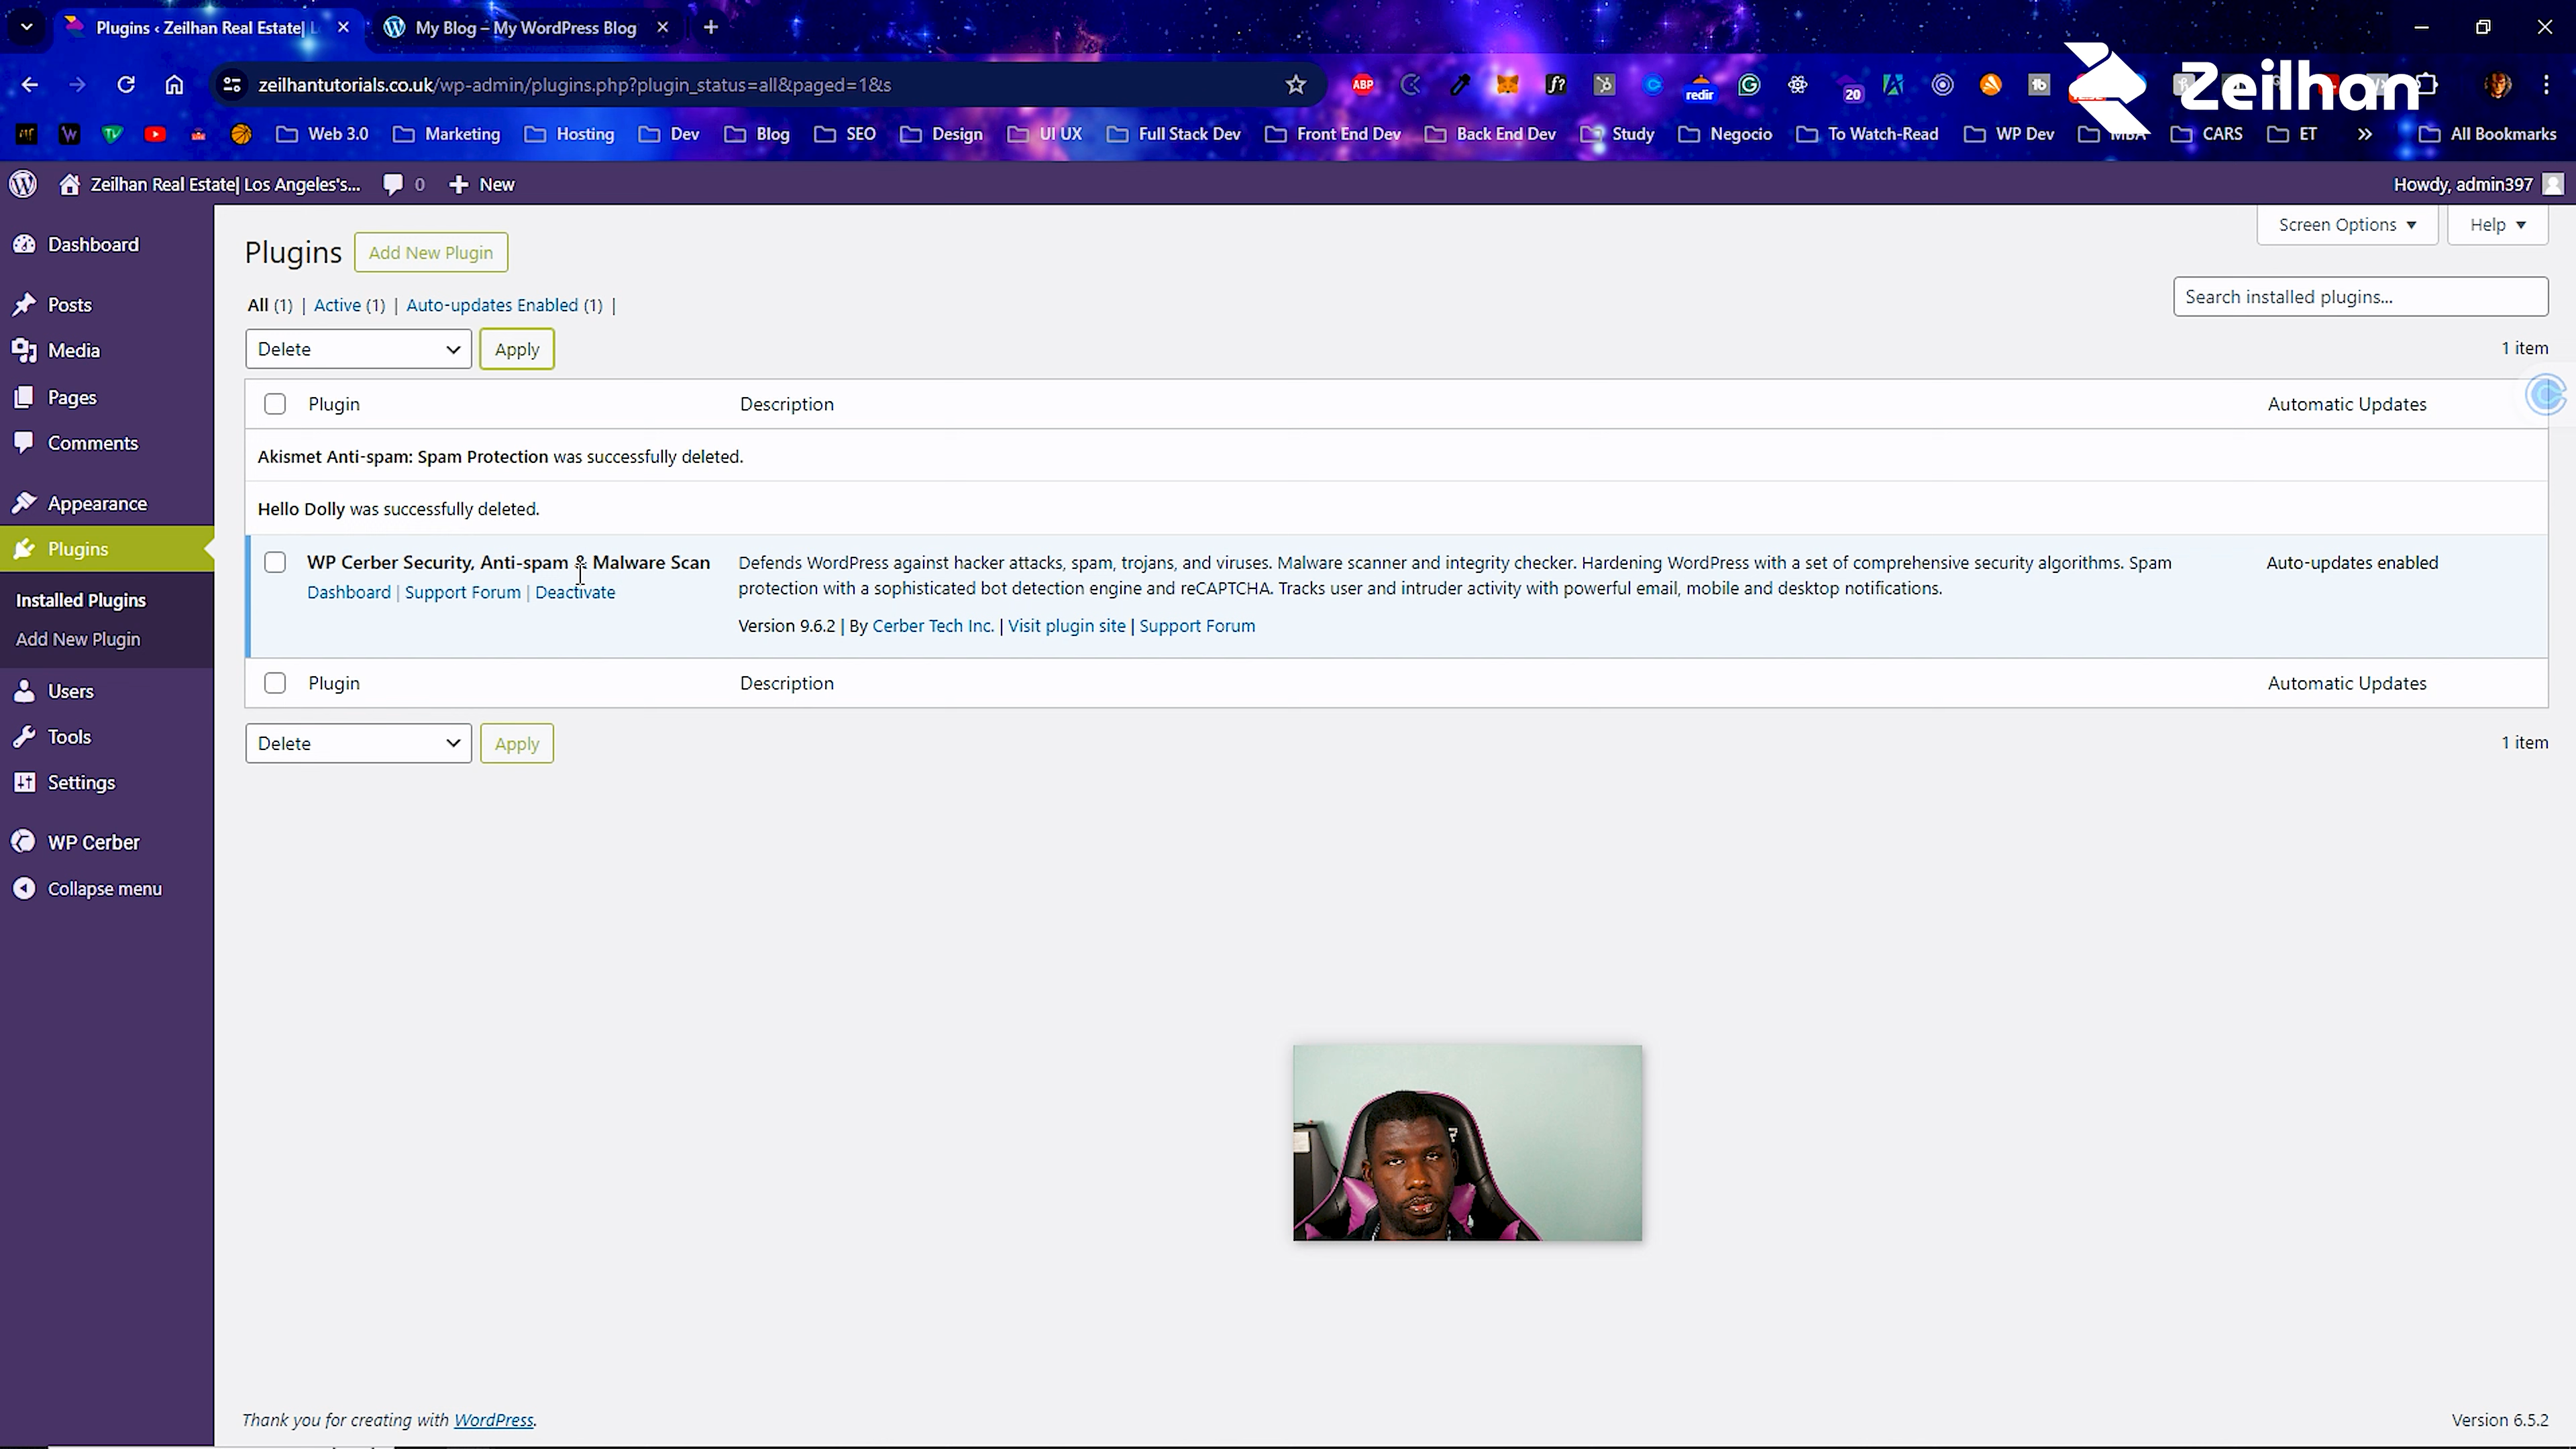 Plugins ‹ Zeilhan Real Estate| L
My Blog – My WordPress Blog
zeilhantutorials.co.uk/wp-admin/plugins.php?plugin_status=all&paged=1&s
ABP
f?
redir
20
Zeilhan
Web 3.0
Marketing
Hosting
Dev
Blog
SEO
Design
UI UX
Full Stack Dev
Front End Dev
Back End Dev
Study
Negocio
To Watch-Read
WP Dev
MBA
CARS
ET
All Bookmarks
Zeilhan Real Estate| Los Angeles's...
0
New
Howdy, admin397
Dashboard
Posts
Media
Pages
Comments
Appearance
Plugins
Installed Plugins
Add New Plugin
Users
Tools
Settings
WP Cerber
Collapse menu
Screen Options
Help
Plugins
Add New Plugin
All (1) | Active (1) | Auto-updates Enabled (1) |
Search installed plugins...
Delete
Apply
1 item
Plugin
Description
Automatic Updates
Akismet Anti-spam: Spam Protection was successfully deleted.
Hello Dolly was successfully deleted.
WP Cerber Security, Anti-spam & Malware Scan
Dashboard | Support Forum | Deactivate
Defends WordPress against hacker attacks, spam, trojans, and viruses. Malware scanner and integrity checker. Hardening WordPress with a set of comprehensive security algorithms. Spam
protection with a sophisticated bot detection engine and reCAPTCHA. Tracks user and intruder activity with powerful email, mobile and desktop notifications.
Version 9.6.2 | By Cerber Tech Inc. | Visit plugin site | Support Forum
Auto-updates enabled
Plugin
Description
Automatic Updates
Delete
Apply
1 item
Thank you for creating with WordPress.
Version 6.5.2